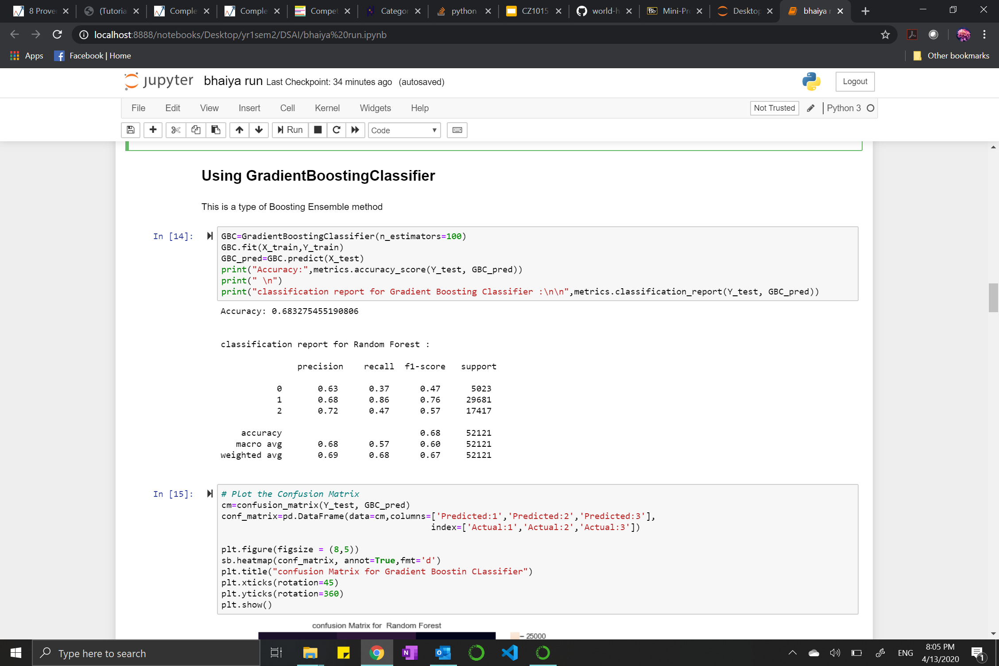 8 Prove
(Tutoria
Comple
Comple
Compet
Categor
python
CZ1015
world-h
Mini-Pr
Desktop
bhaiya r
localhost:8888/notebooks/Desktop/yr1sem2/DSAI/bhaiya%20run.ipynb
Apps
Facebook | Home
Other bookmarks
jupyter bhaiya run Last Checkpoint: 34 minutes ago (autosaved)
Logout
File Edit View Insert Cell Kernel Widgets Help
Not Trusted
Python 3
Run
Code
Using GradientBoostingClassifier
This is a type of Boosting Ensemble method
In [14]:
GBC=GradientBoostingClassifier(n_estimators=100)
GBC.fit(X_train,Y_train)
GBC_pred=GBC.predict(X_test)
print("Accuracy:",metrics.accuracy_score(Y_test, GBC_pred))
print(" \n")
print("classification report for Gradient Boosting Classifier :\n\n",metrics.classification_report(Y_test, GBC_pred))
Accuracy: 0.683275455190806
classification report for Random Forest :
precision recall f1-score support
0 0.63 0.37 0.47 5023
1 0.68 0.86 0.76 29681
2 0.72 0.47 0.57 17417
accuracy 0.68 52121
macro avg 0.68 0.57 0.60 52121
weighted avg 0.69 0.68 0.67 52121
In [15]:
# Plot the Confusion Matrix
cm=confusion_matrix(Y_test, GBC_pred)
conf_matrix=pd.DataFrame(data=cm,columns=['Predicted:1','Predicted:2','Predicted:3'],
index=['Actual:1','Actual:2','Actual:3'])
plt.figure(figsize = (8,5))
sb.heatmap(conf_matrix, annot=True,fmt='d')
plt.title("confusion Matrix for Gradient Boostin CLassifier")
plt.xticks(rotation=45)
plt.yticks(rotation=360)
plt.show()
confusion Matrix for Random Forest
25000
Type here to search
ENG
8:05 PM
4/13/2020
1